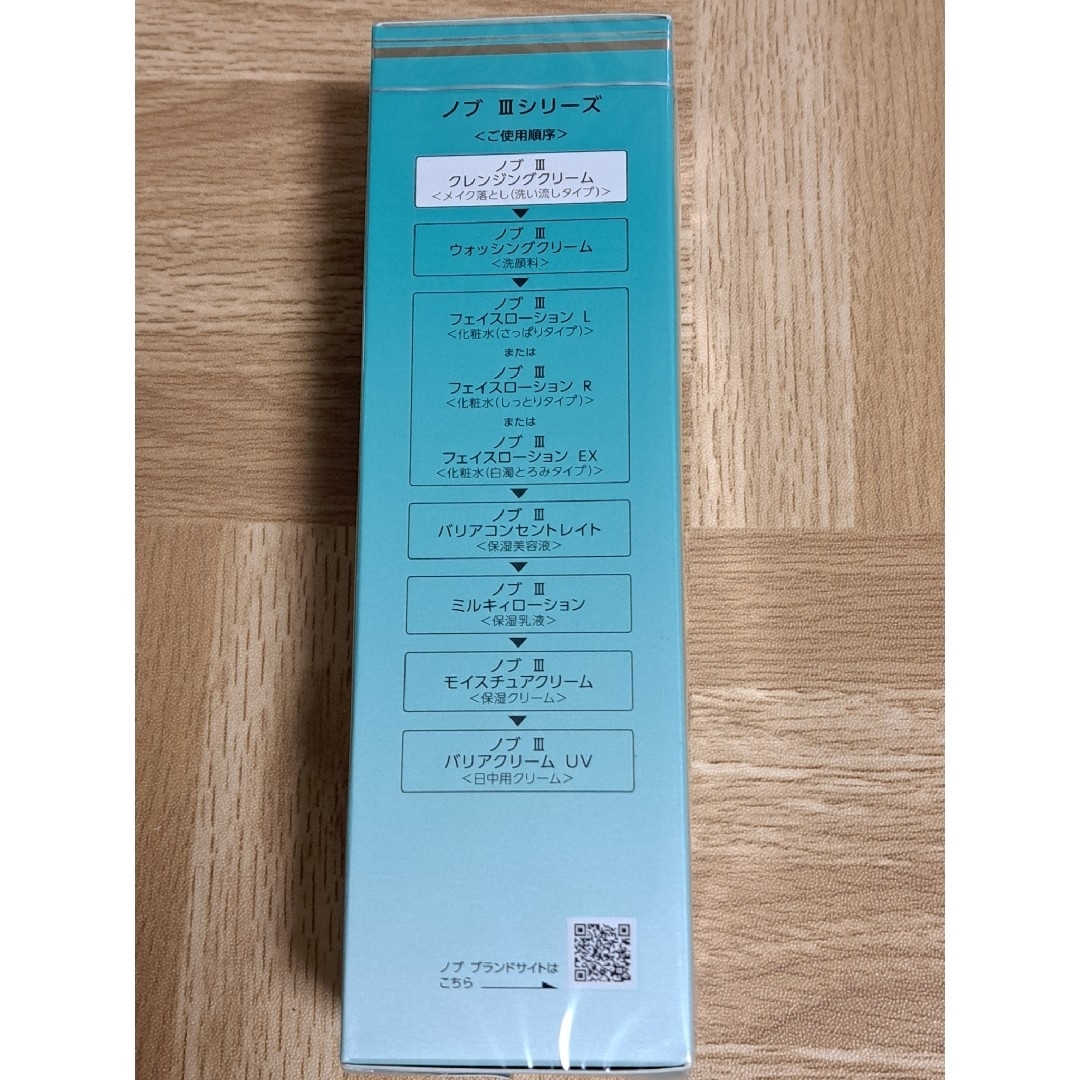 ノブ Ⅲシリーズ
＜ご使用順序＞
ノブ Ⅲ
クレンジングクリーム
＜メイク落とし(洗い流しタイプ)＞
ノブ Ⅲ
ウォッシングクリーム
＜洗顔料＞
ノブ Ⅲ
フェイスローション L
＜化粧水(さっぱりタイプ)＞
または
ノブ Ⅲ
フェイスローション R
＜化粧水(しっとりタイプ)＞
または
ノブ Ⅲ
フェイスローション EX
＜化粧水(白濁とろみタイプ)＞
ノブ Ⅲ
バリアコンセントレイト
＜保湿美容液＞
ノブ Ⅲ
ミルキィローション
＜保湿乳液＞
ノブ Ⅲ
モイスチュアクリーム
＜保湿クリーム＞
ノブ Ⅲ
バリアクリーム UV
＜日中用クリーム＞
ノブ ブランドサイトは
こちら